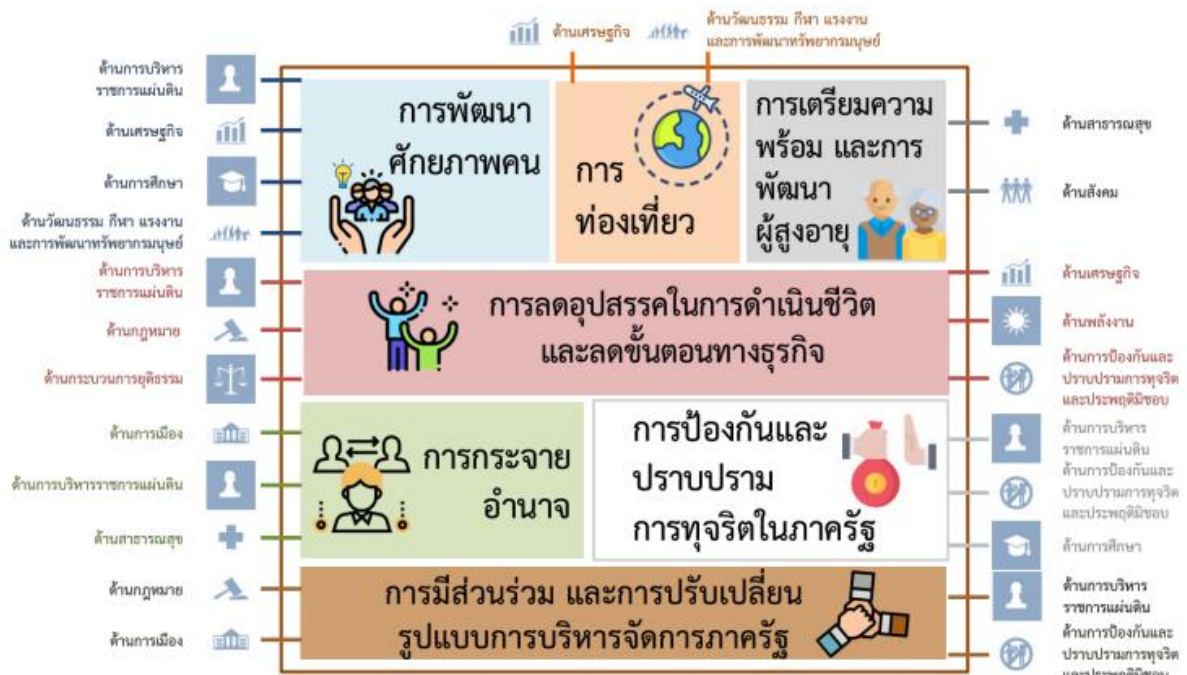 ด้านเศรษฐกิจ
ด้านวัฒนธรรม กีฬา แรงงาน
และการพัฒนาทรัพยากรมนุษย์
ด้านการบริหาร
ราชการแผ่นดิน
ด้านเศรษฐกิจ
ด้านการศึกษา
ด้านวัฒนธรรม กีฬา แรงงาน
และการพัฒนาทรัพยากรมนุษย์
ด้านการบริหาร
ราชการแผ่นดิน
ด้านกฎหมาย
ด้านกระบวนการยุติธรรม
ด้านการเมือง
ด้านการบริหารราชการแผ่นดิน
ด้านสาธารณสุข
ด้านกฎหมาย
ด้านการเมือง
การพัฒนา
ศักยภาพคน
การ
ท่องเที่ยว
การเตรียมความ
พร้อม และการ
พัฒนา
ผู้สูงอายุ
การลดอุปสรรคในการดำเนินชีวิต
และลดขั้นตอนทางธุรกิจ
การกระจาย
อำนาจ
การป้องกันและ
ปราบปราม
การทุจริตในภาครัฐ
การมีส่วนร่วม และการปรับเปลี่ยน
รูปแบบการบริหารจัดการภาครัฐ
ด้านสาธารณสุข
ด้านสังคม
ด้านเศรษฐกิจ
ด้านพลังงาน
ด้านการป้องกันและ
ปราบปรามการทุจริต
และประพฤติมิชอบ
ด้านการบริหาร
ราชการแผ่นดิน
ด้านการป้องกันและ
ปราบปรามการทุจริต
และประพฤติมิชอบ
ด้านการศึกษา
ด้านการบริหาร
ราชการแผ่นดิน
ด้านการป้องกันและ
ปราบปรามการทุจริต
และประพฤติมิชอบ